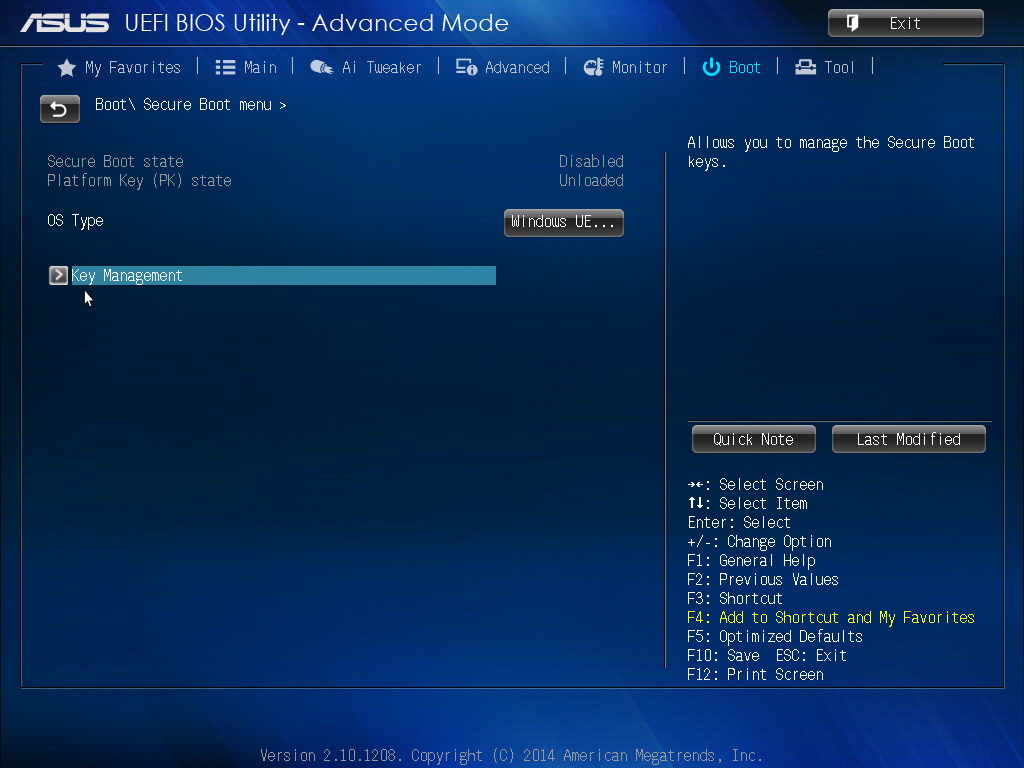 ASUS UEFI BIOS Utility - Advanced Mode
Exit
My Favorites | Main | Ai Tweaker | Advanced | Monitor | Boot | Tool |
Boot\ Secure Boot menu >
Secure Boot state Disabled
Platform Key (PK) state Unloaded
OS Type Windows UE...
Key Management
Allows you to manage the Secure Boot
keys.
Quick Note Last Modified
→←: Select Screen
↑↓: Select Item
Enter: Select
+/-: Change Option
F1: General Help
F2: Previous Values
F3: Shortcut
F4: Add to Shortcut and My Favorites
F5: Optimized Defaults
F10: Save ESC: Exit
F12: Print Screen
Version 2.10.1208. Copyright (C) 2014 American Megatrends, Inc.